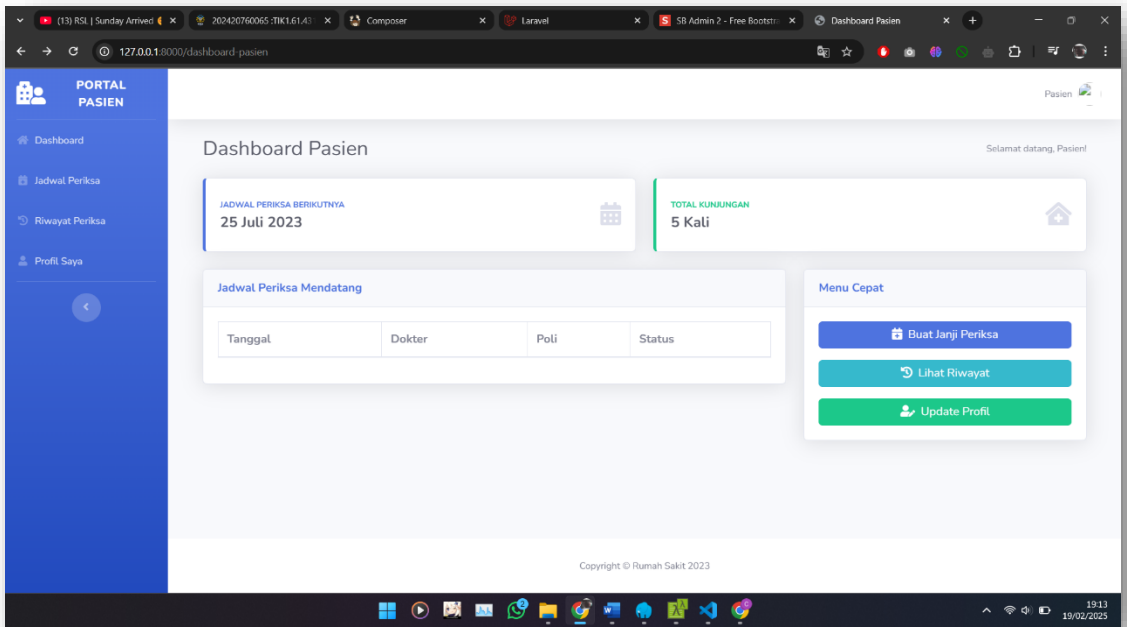 (13) RSL | Sunday Arrived
202420760065 :TIK1.61.43
Composer
Laravel
SB Admin 2 - Free Bootstr
Dashboard Pasien
127.0.0.1:8000/dashboard-pasien
PORTAL
PASIEN
Pasien
Dashboard
Jadwal Periksa
Riwayat Periksa
Profil Saya
Dashboard Pasien
Selamat datang, Pasien!
JADWAL PERIKSA BERIKUTNYA
25 Juli 2023
TOTAL KUNJUNGAN
5 Kali
Jadwal Periksa Mendatang
Tanggal Dokter Poli Status
Menu Cepat
Buat Janji Periksa
Lihat Riwayat
Update Profil
Copyright © Rumah Sakit 2023
2
19:13
19/02/2025